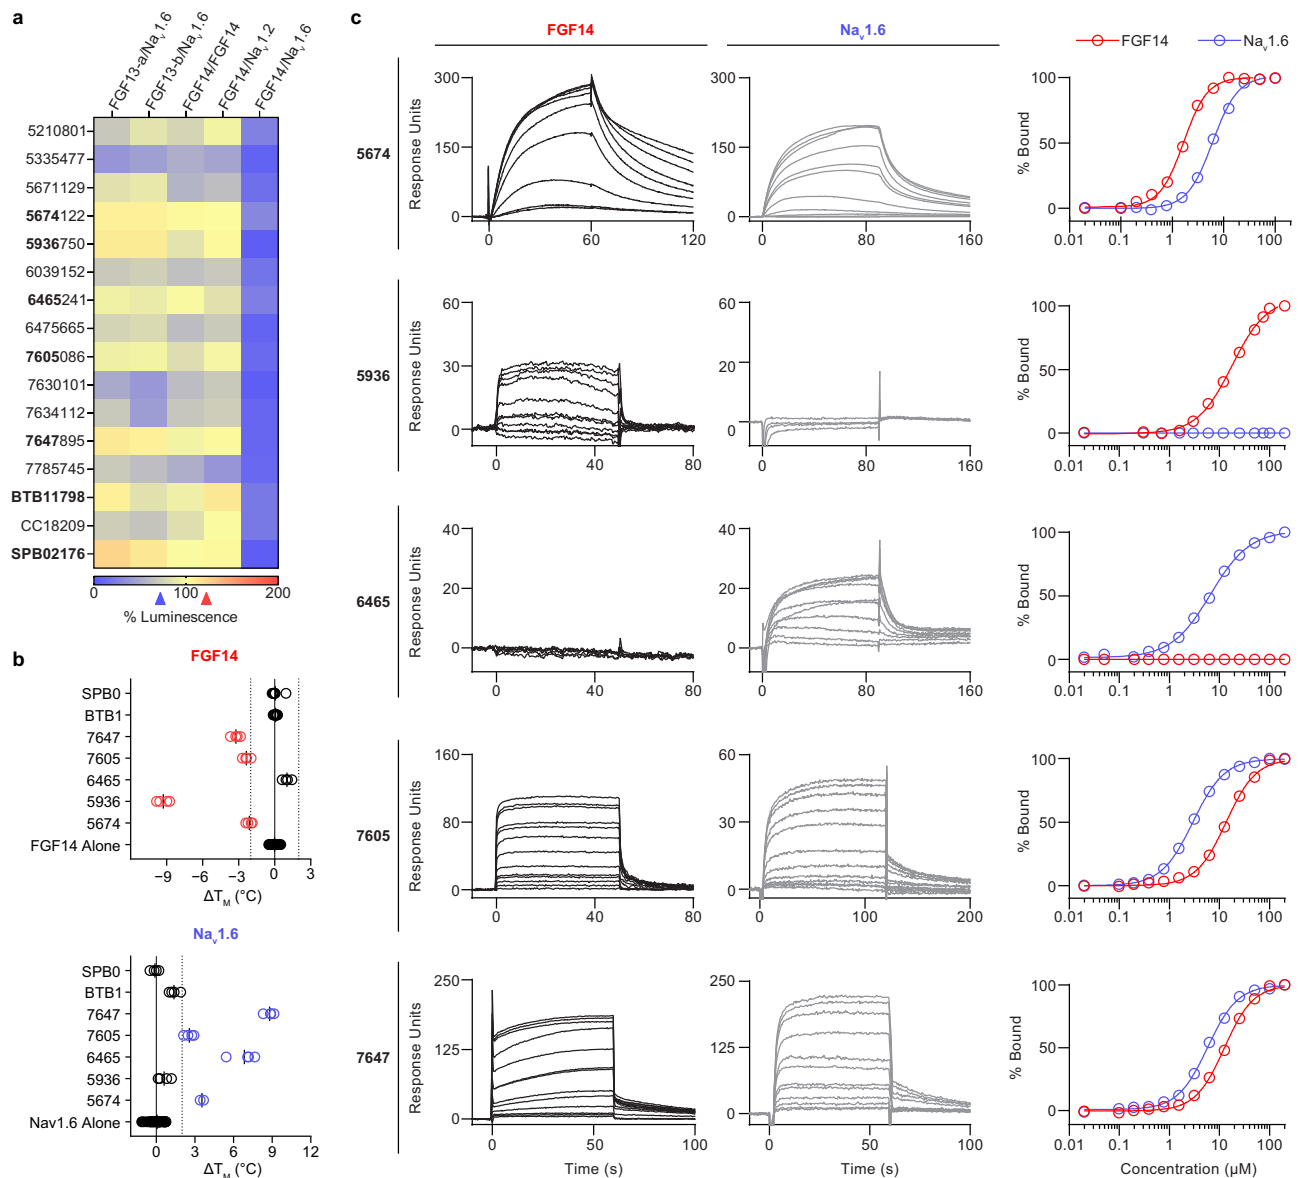 a
FGF13-a/Nav1.6
FGF13-b/Nav1.6
FGF14/FGF14
FGF14/Nav1.2
FGF14/Nav1.6
5210801
5335477
5671129
5674122
5936750
6039152
6465241
6475665
7605086
7630101
7634112
7647895
7785745
BTB11798
CC18209
SPB02176
0 100 200
% Luminescence
b
FGF14
SPB0
BTB1
7647
7605
6465
5936
5674
FGF14 Alone
−9 −3 0 3
ΔTM (°C)
Nav1.6
SPB0
BTB1
7647
7605
6465
5936
5674
Nav1.6 Alone
0 3 6 9 12
ΔTM (°C)
c
FGF14
Nav1.6
FGF14 Nav1.6
5674
Response Units
300
150
0
0 60 120
Response Units
300
150
0
0 80 160
% Bound
100
50
0
0.01 0.1 1 10 100
5936
Response Units
60
30
0
0 40 80
Response Units
60
20
0
0 80 160
% Bound
100
50
0
0.01 0.1 1 10 100
6465
Response Units
40
20
0
0 40 80
Response Units
40
20
0
0 80 160
% Bound
100
50
0
0.01 0.1 1 10 100
7605
Response Units
160
80
0
0 40 80
Response Units
60
30
0
0 100 200
% Bound
100
50
0
0.01 0.1 1 10 100
7647
Response Units
250
125
0
0 50 100
Time (s)
Response Units
250
125
0
0 50 100
Time (s)
% Bound
100
50
0
0.01 0.1 1 10 100
Concentration (µM)